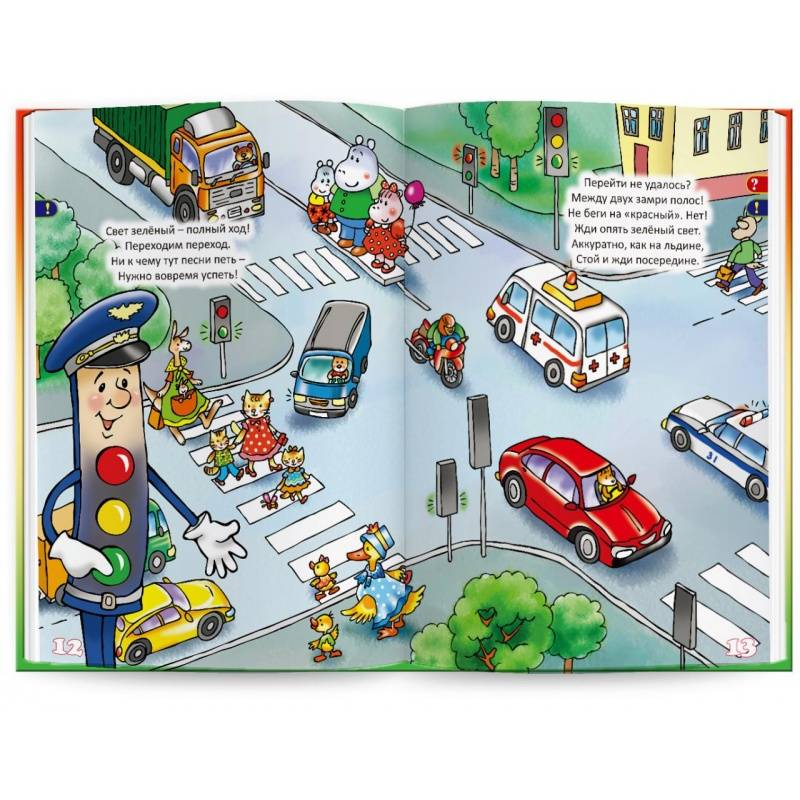 Свет зелёный – полный ход!
Переходим переход.
Ни к чему тут песни петь –
Нужно вовремя успеть!
Перейти не удалось?
Между двух замри полос!
Не беги на «красный». Нет!
Жди опять зелёный свет.
Аккуратно, как на льдине,
Стой и жди посередине.
!
?
!
31
12
13